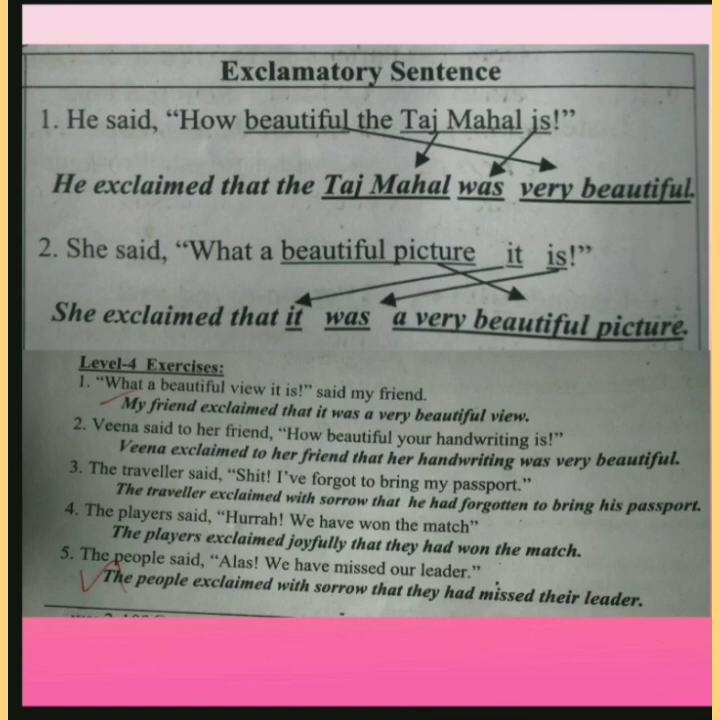 Exclamatory Sentence
1. He said, “How beautiful the Taj Mahal is!”
He exclaimed that the Taj Mahal was very beautiful.
2. She said, “What a beautiful picture it is!”
She exclaimed that it was a very beautiful picture.
Level-4 Exercises:
1. “What a beautiful view it is!” said my friend.
My friend exclaimed that it was a very beautiful view.
2. Veena said to her friend, “How beautiful your handwriting is!”
Veena exclaimed to her friend that her handwriting was very beautiful.
3. The traveller said, “Shit! I’ve forgot to bring my passport.”
The traveller exclaimed with sorrow that he had forgotten to bring his passport.
4. The players said, “Hurrah! We have won the match”
The players exclaimed joyfully that they had won the match.
5. The people said, “Alas! We have missed our leader.”
The people exclaimed with sorrow that they had missed their leader.